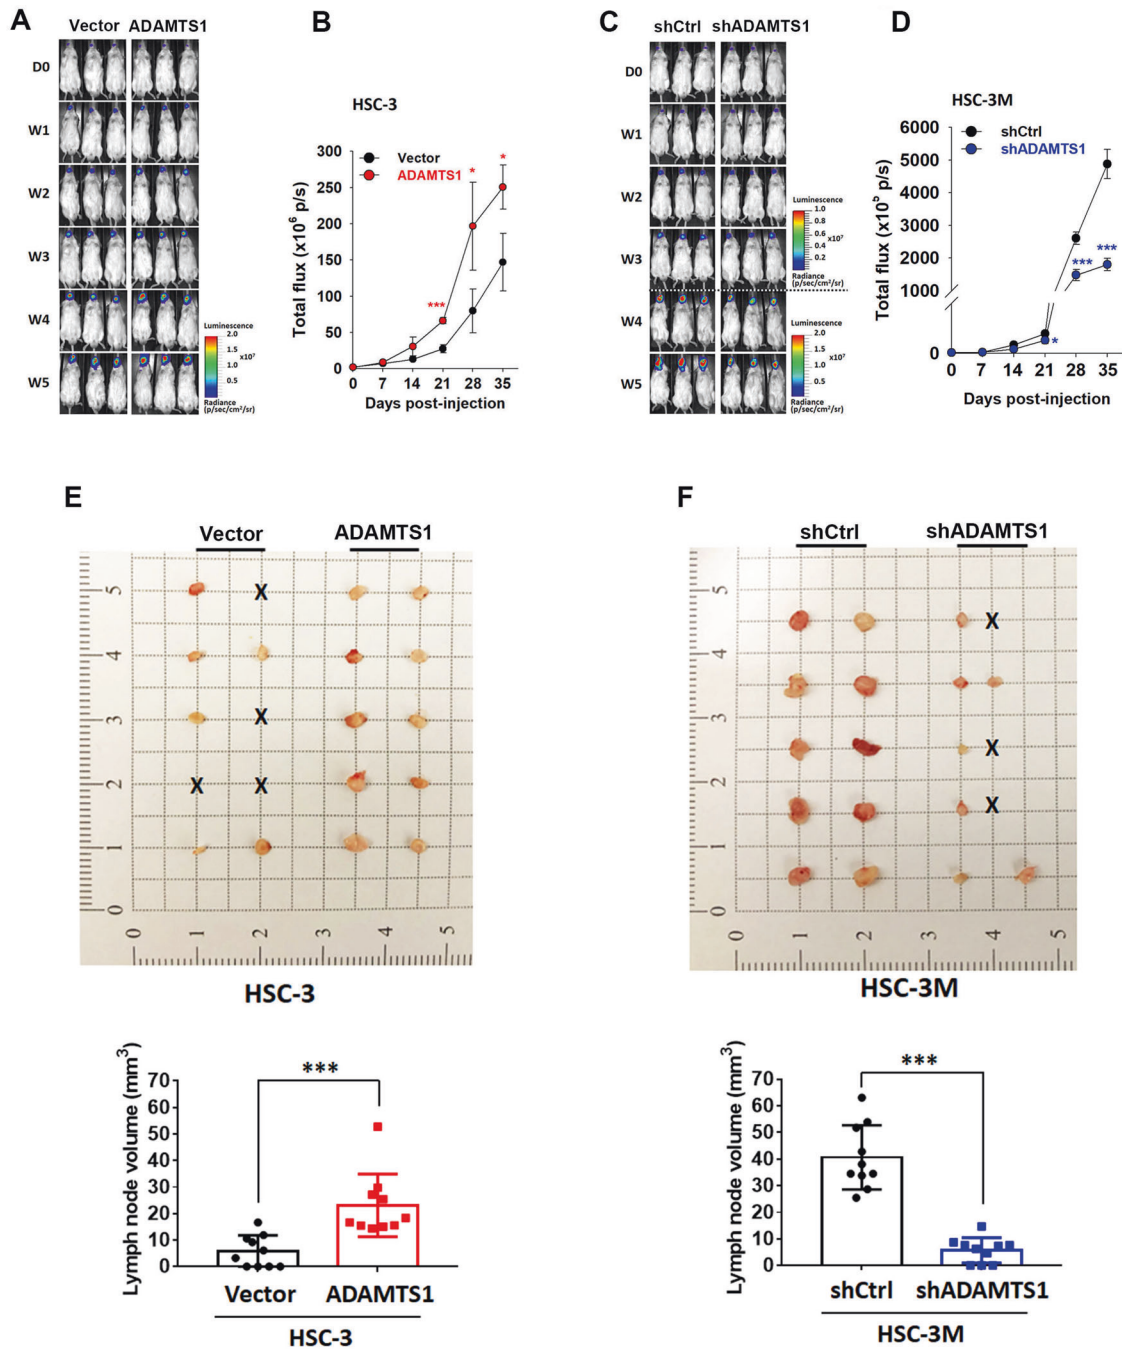 A
Vector ADAMTS1
D0
W1
W2
W3
W4
W5
Luminescence
2.0
1.5
x10⁷
1.0
0.5
Radiance
(p/sec/cm²/sr)
B
HSC-3
Vector
ADAMTS1
Total flux (x10⁶ p/s)
300
250
200
150
100
50
0
***
*
*
0 7 14 21 28 35
Days post-injection
C
shCtrl shADAMTS1
D0
W1
W2
W3
W4
W5
Luminescence
1.0
0.8
0.6
x10⁷
0.4
0.2
Radiance
(p/sec/cm²/sr)
Luminescence
2.0
1.5
x10⁷
1.0
0.5
Radiance
(p/sec/cm²/sr)
D
HSC-3M
shCtrl
shADAMTS1
Total flux
6000
5000
4000
3000
2000
1000
0
*
***
***
0 7 14 21 28 35
Days post-injection
E
Vector ADAMTS1
5
4
3
2
1
0
X
X
X X
0 1 2 3 4 5
HSC-3
Lymph node volume (mm³)
70
60
50
40
30
20
10
0
***
Vector ADAMTS1
HSC-3
F
shCtrl shADAMTS1
5
4
3
2
1
0
X
X
X
0 1 2 3 4 5
HSC-3M
Lymph node volume (mm³)
70
60
50
40
30
20
10
0
***
shCtrl shADAMTS1
HSC-3M